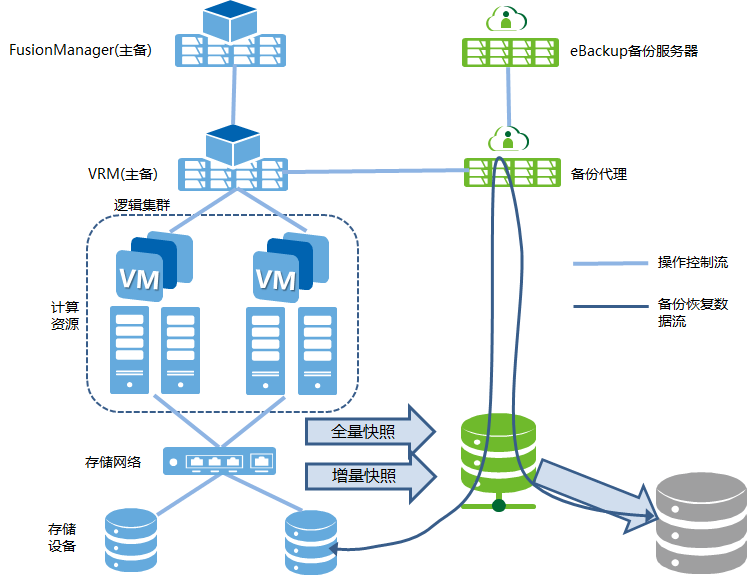 FusionManager(主备)
eBackup备份服务器
VRM(主备)
备份代理
逻辑集群
VM
VM
操作控制流
计算
资源
备份恢复数
据流
全量快照
存储网络
增量快照
存储
设备